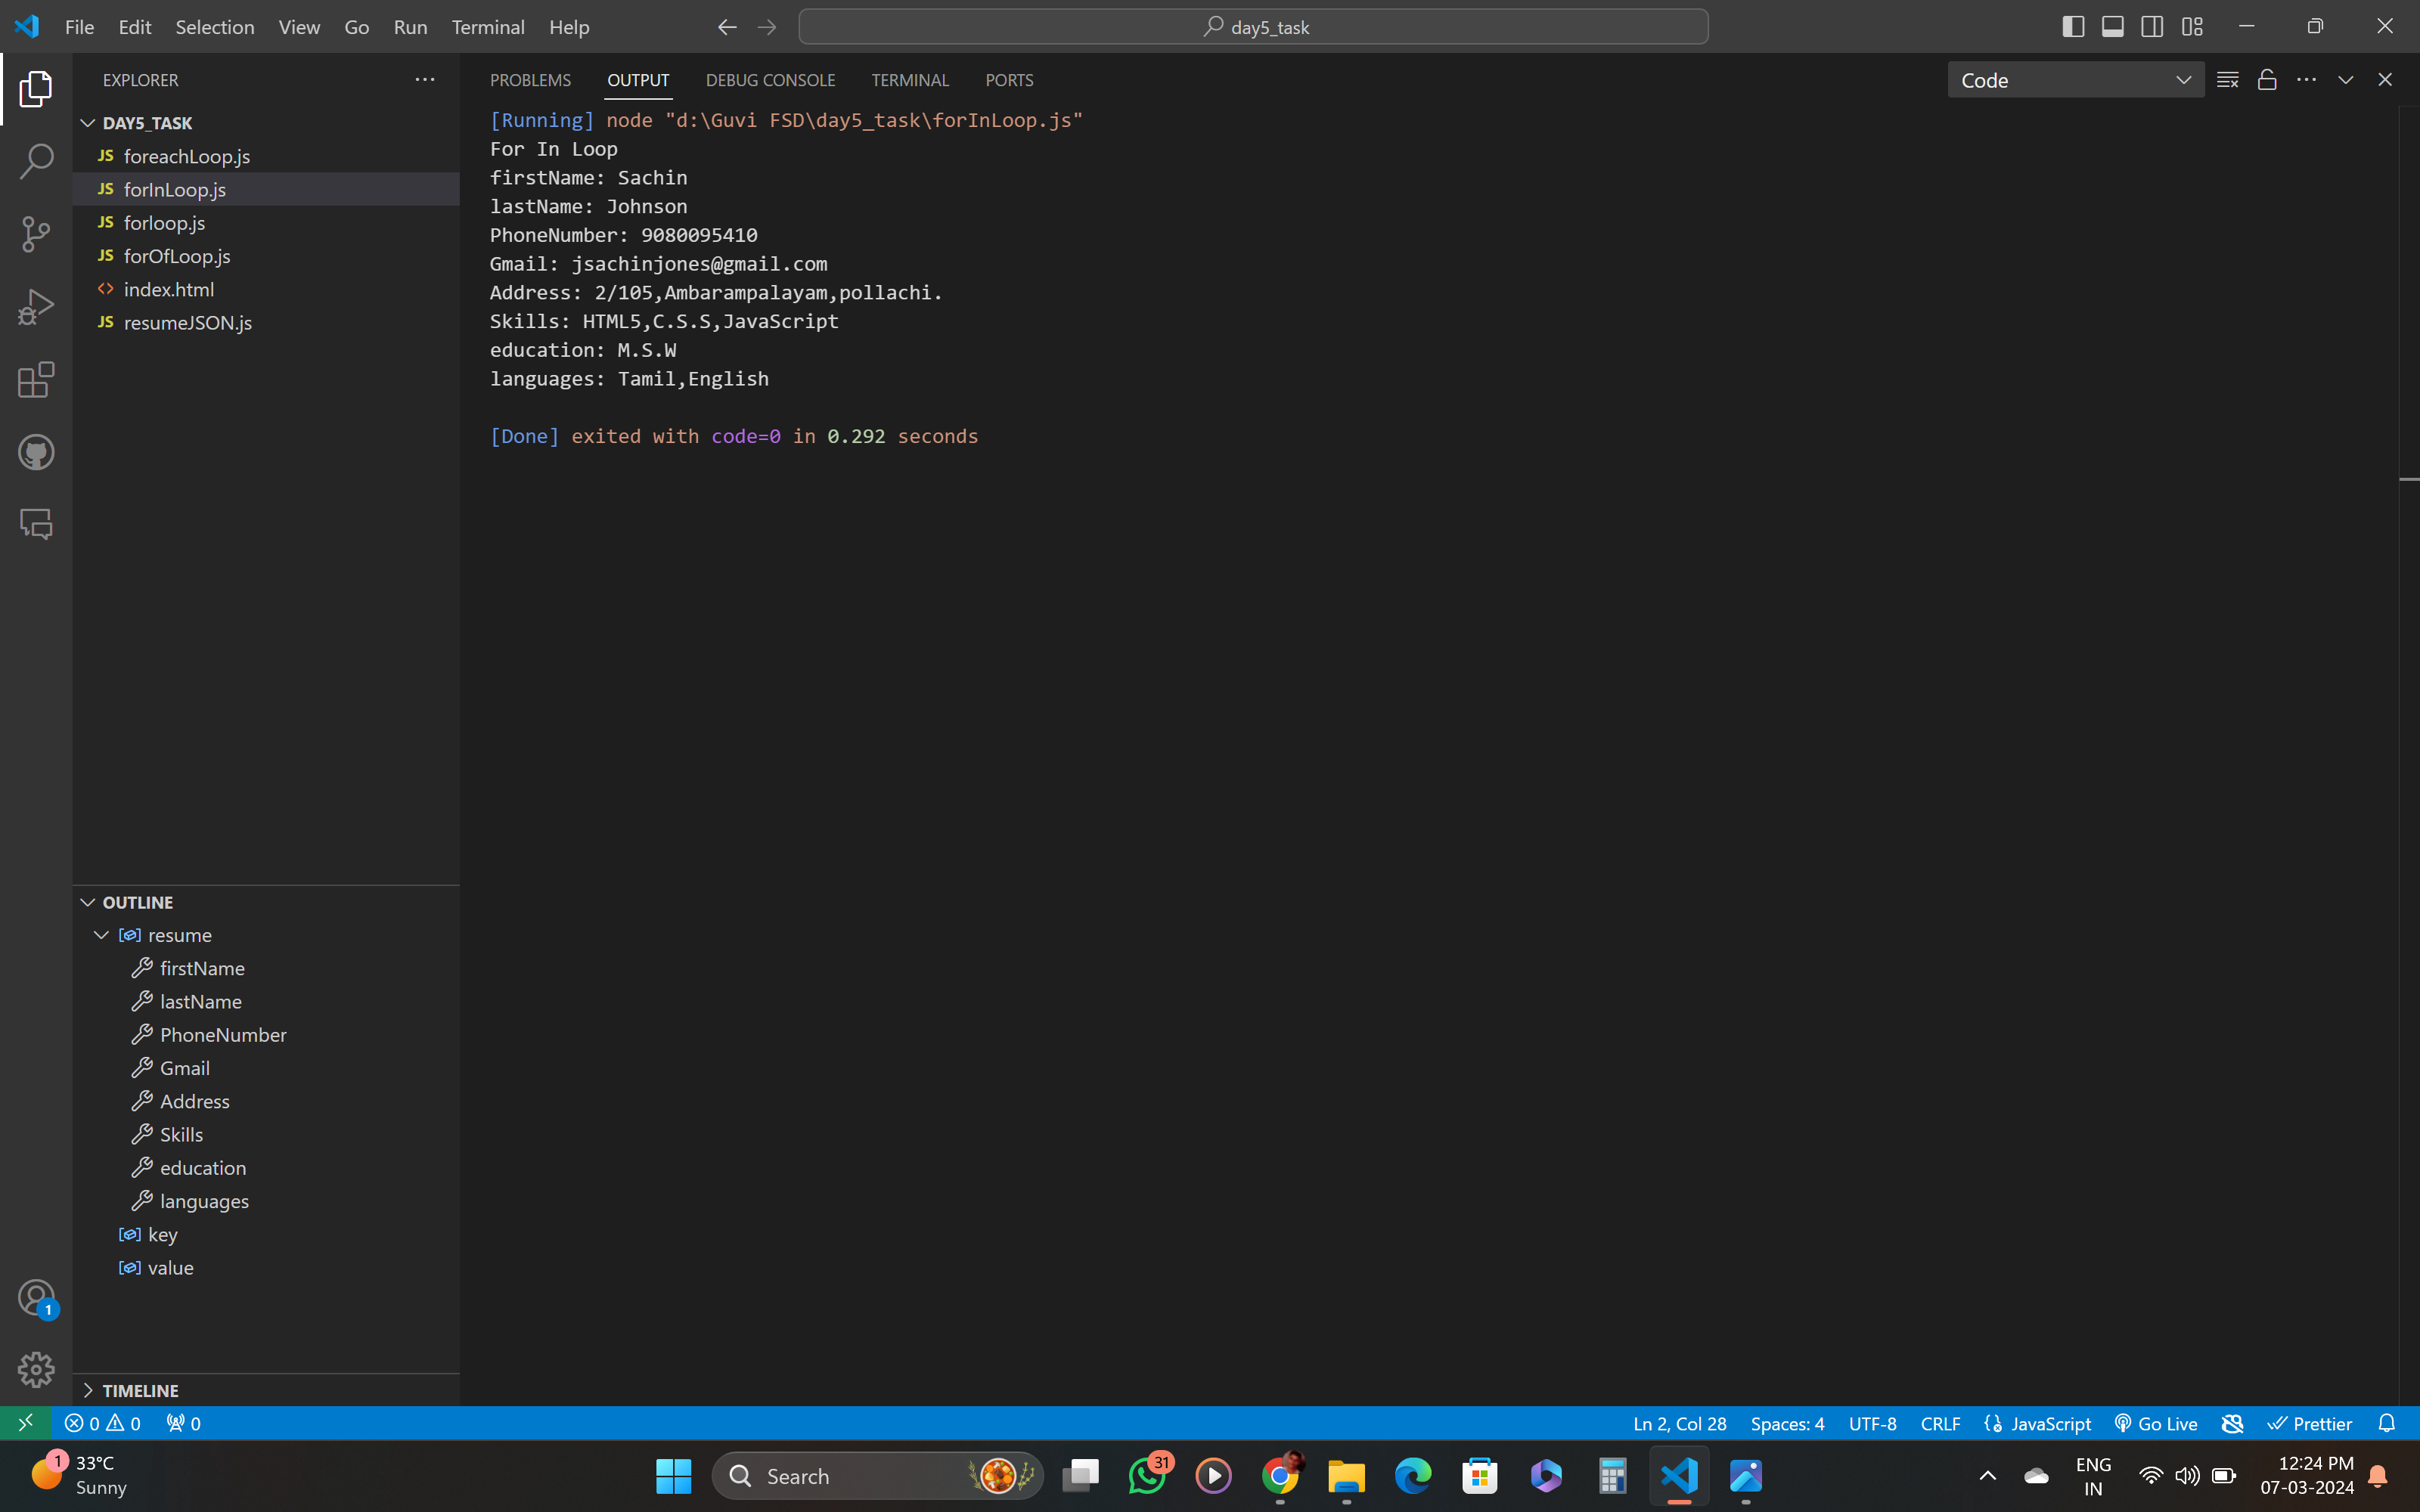 File Edit Selection View Go Run Terminal Help
day5_task
EXPLORER
DAY5_TASK
JS foreachLoop.js
JS forInLoop.js
JS forloop.js
JS forOfLoop.js
<> index.html
JS resumeJSON.js
OUTLINE
resume
firstName
lastName
PhoneNumber
Gmail
Address
Skills
education
languages
key
value
TIMELINE
PROBLEMS OUTPUT DEBUG CONSOLE TERMINAL PORTS
Code
[Running] node "d:\Guvi FSD\day5_task\forInLoop.js"
For In Loop
firstName: Sachin
lastName: Johnson
PhoneNumber: 9080095410
Gmail: jsachinjones@gmail.com
Address: 2/105,Ambarampalayam,pollachi.
Skills: HTML5,C.S.S,JavaScript
education: M.S.W
languages: Tamil,English
[Done] exited with code=0 in 0.292 seconds
1
0 0 0
Ln 2, Col 28 Spaces: 4 UTF-8 CRLF JavaScript Go Live Prettier
1 33°C
Sunny
Search
31
ENG
IN
12:24 PM
07-03-2024